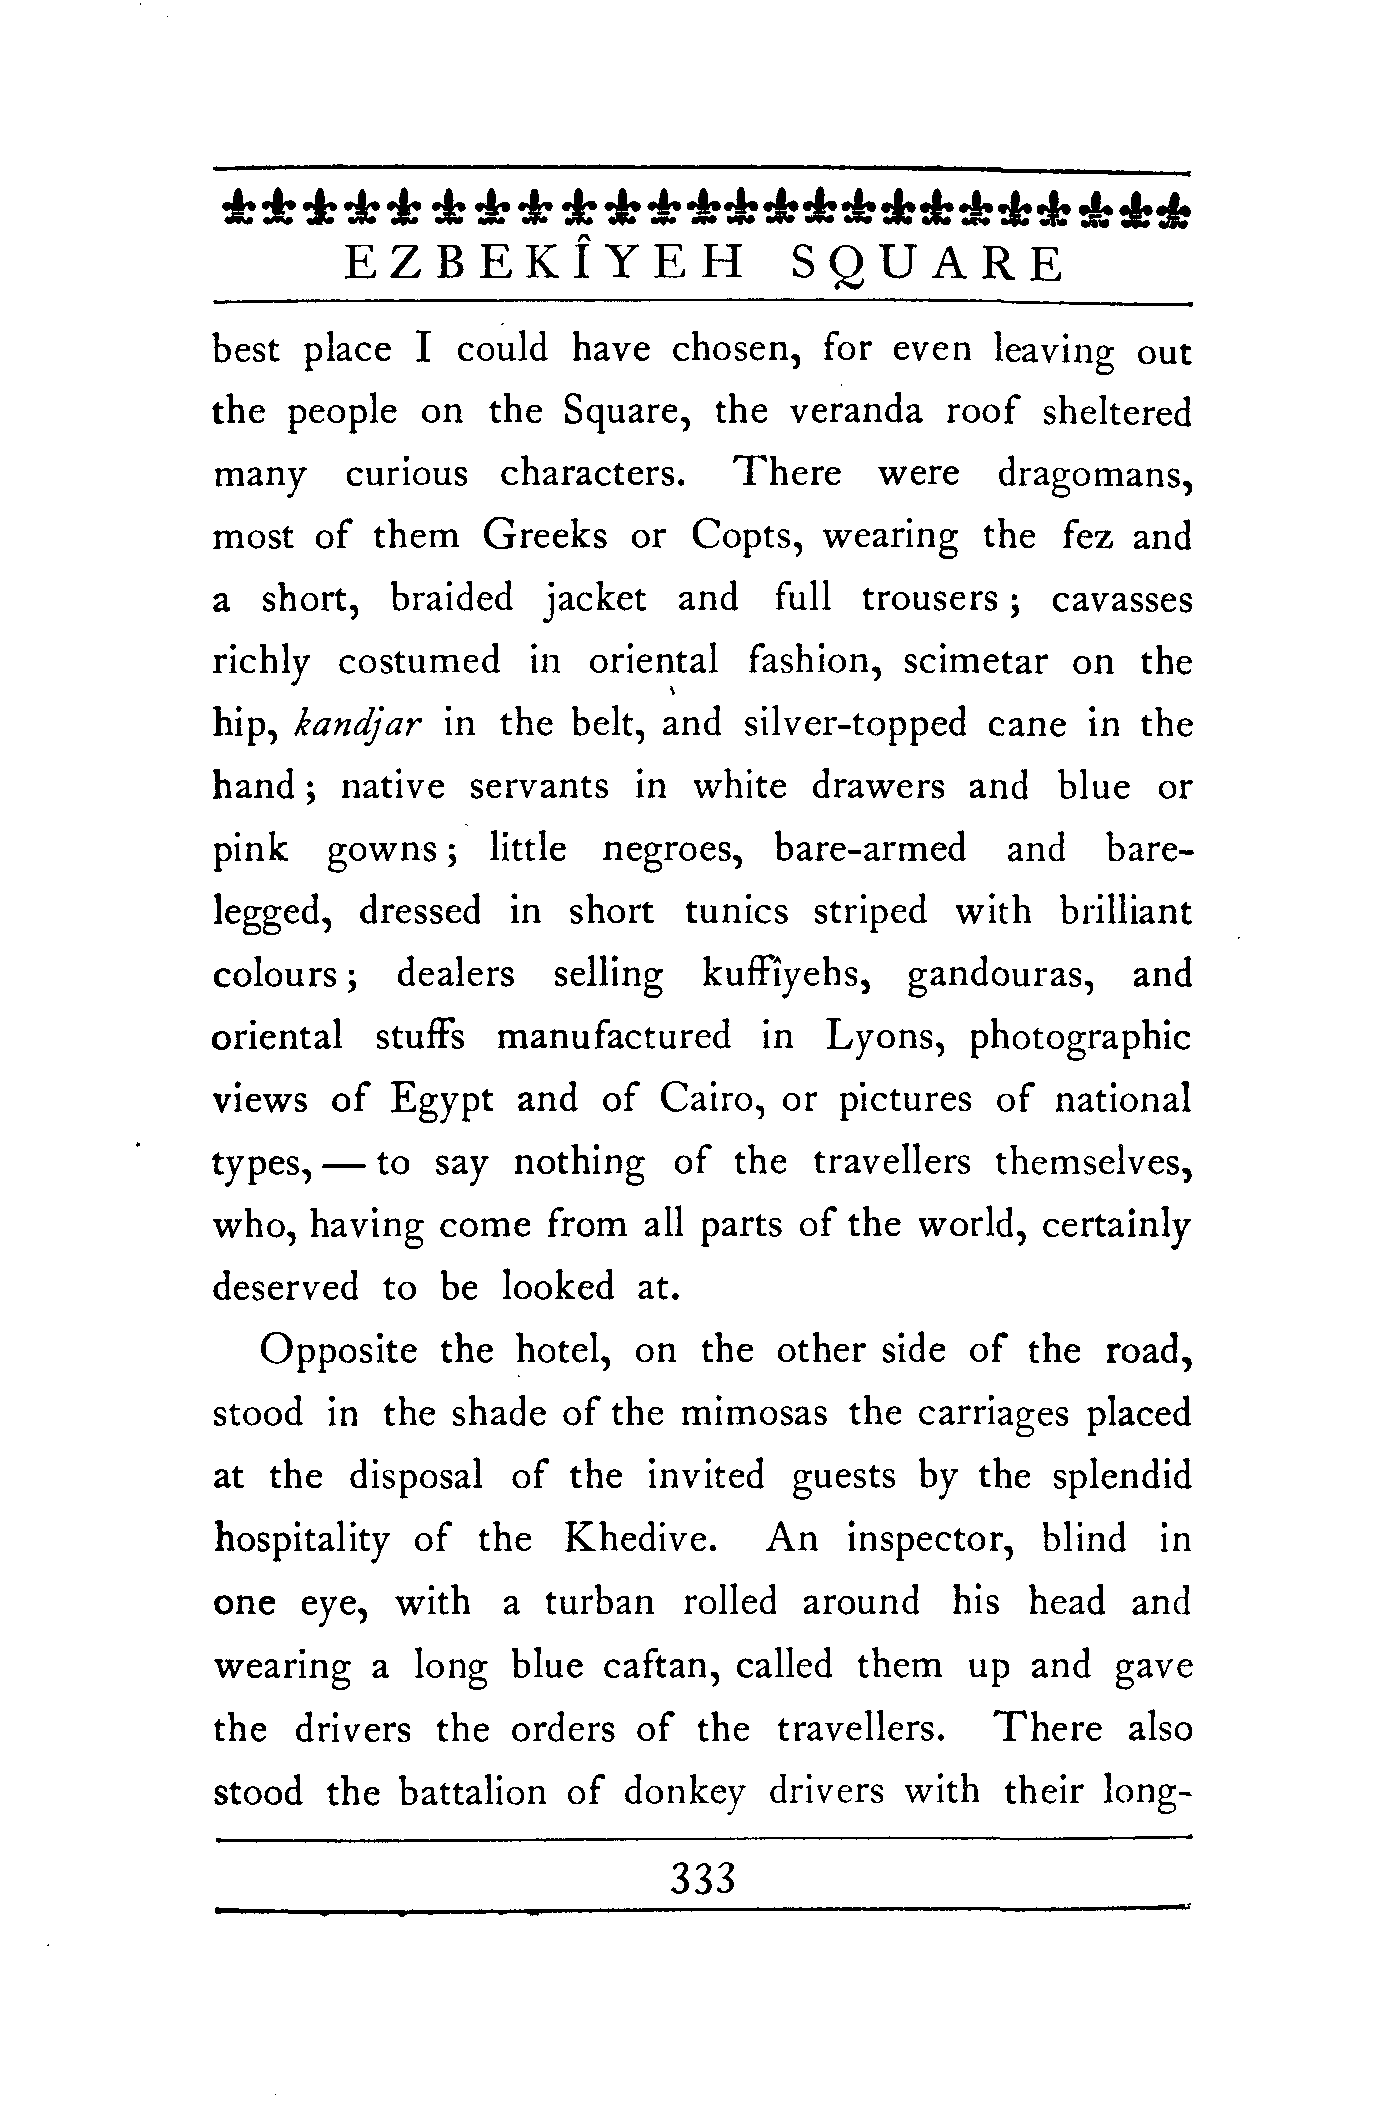 EZBEKÎYEH SQUARE
best place I could have chosen, for even leaving out
the people on the Square, the veranda roof sheltered
many curious characters. There were dragomans,
most of them Greeks or Copts, wearing the fez and
a short, braided jacket and full trousers ; cavasses
richly costumed in oriental fashion, scimetar on the
hip, kandjar in the belt, and silver-topped cane in the
hand ; native servants in white drawers and blue or
pink gowns ; little negroes, bare-armed and bare-
legged, dressed in short tunics striped with brilliant
colours ; dealers selling kuffîyehs, gandouras, and
oriental stuffs manufactured in Lyons, photographic
views of Egypt and of Cairo, or pictures of national
types, — to say nothing of the travellers themselves,
who, having come from all parts of the world, certainly
deserved to be looked at.
Opposite the hotel, on the other side of the road,
stood in the shade of the mimosas the carriages placed
at the disposal of the invited guests by the splendid
hospitality of the Khedive. An inspector, blind in
one eye, with a turban rolled around his head and
wearing a long blue caftan, called them up and gave
the drivers the orders of the travellers. There also
stood the battalion of donkey drivers with their long-
333